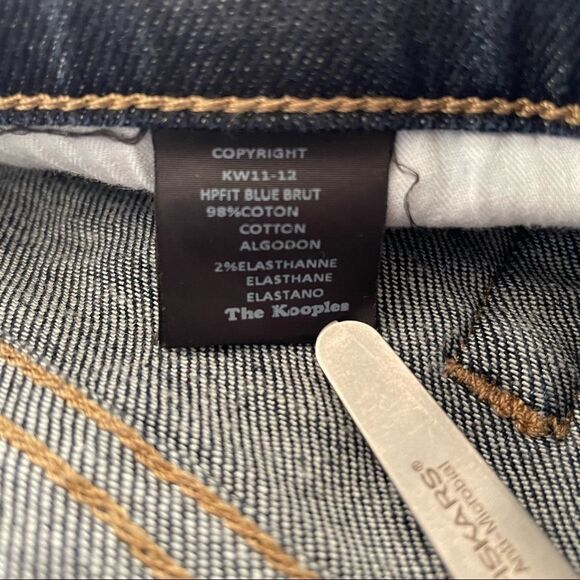 COPYRIGHT
KW11-12
HPFIT BLUE BRUT
98%COTON
COTTON
ALGODON
2%ELASTHANNE
ELASTHANE
ELASTANO
The Kooples
ISKARS®
Anti-Microbial